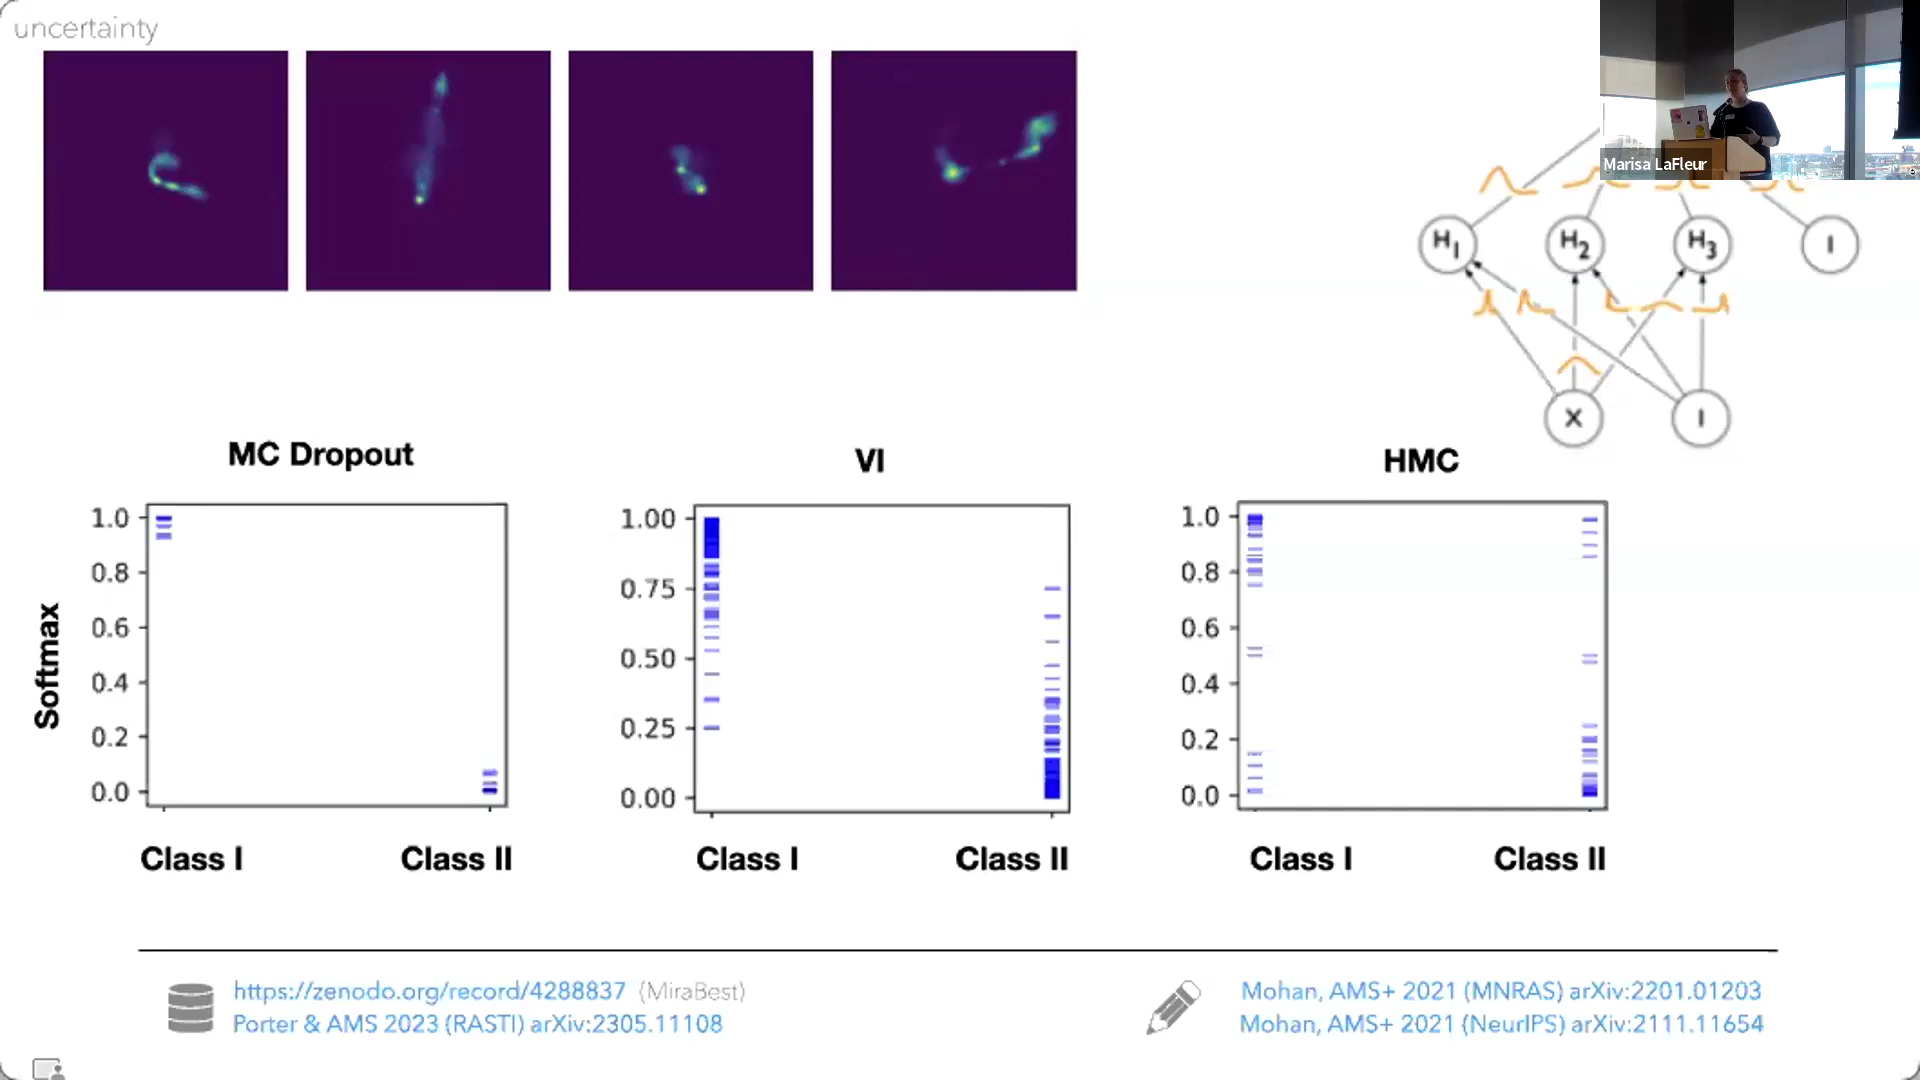 uncertainty
Marisa LaFleur
H1 H2 H3 I
X I
MC Dropout
VI
HMC
Softmax
1.0
0.8
0.6
0.4
0.2
0.0
Class I Class II
1.00
0.75
0.50
0.25
0.00
Class I Class II
1.0
0.8
0.6
0.4
0.2
0.0
Class I Class II
https://zenodo.org/record/4288837 (MiraBest)
Porter & AMS 2023 (RASTI) arXiv:2305.11108
Mohan, AMS+ 2021 (MNRAS) arXiv:2201.01203
Mohan, AMS+ 2021 (NeurIPS) arXiv:2111.11654